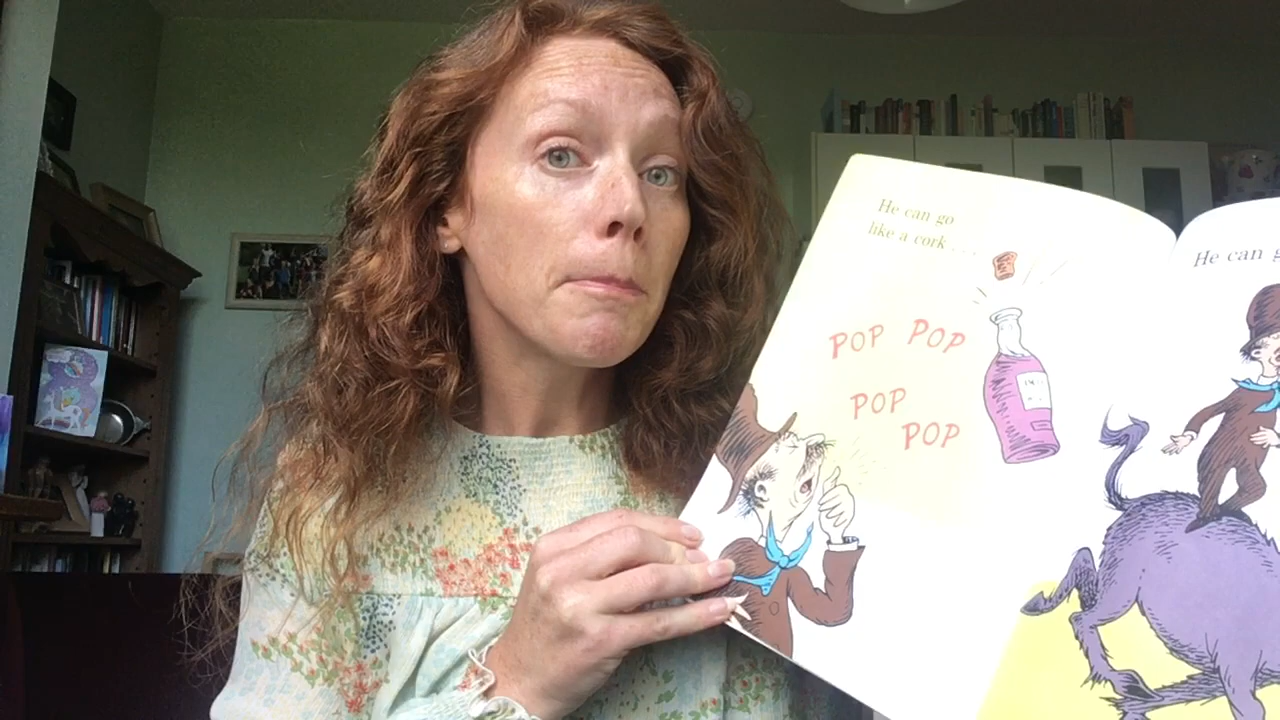 He can go
like a cork . . .
POP POP
POP
POP
He can